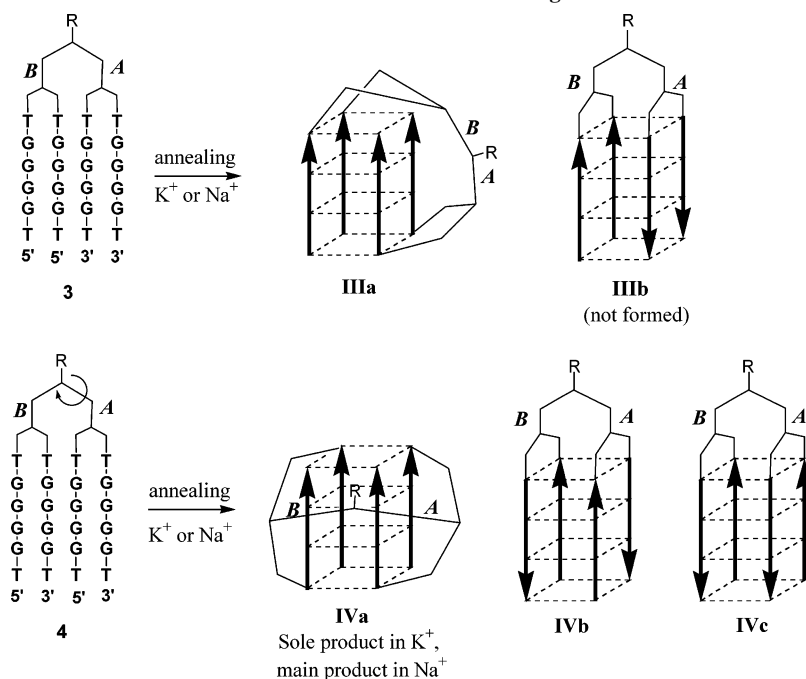 R
B A
T T T T
G G G G
G G G G
G G G G
G G G G
T T T T
5' 5' 3' 3'
3
annealing
K+ or Na+
B
R
A
IIIa
R
B A
IIIb
(not formed)
R
B A
T T T T
G G G G
G G G G
G G G G
G G G G
T T T T
5' 3' 5' 3'
4
annealing
K+ or Na+
R
B A
IVa
Sole product in K+,
main product in Na+
R
B A
IVb
R
B A
IVc